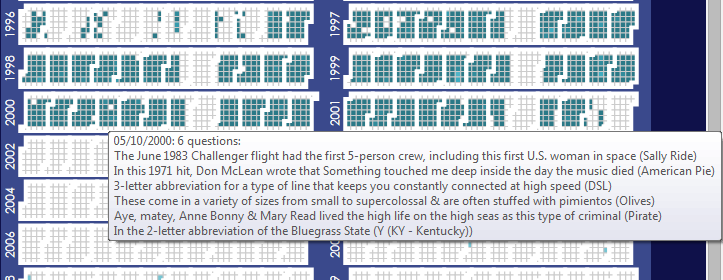 1996
1997
1998
1999
2000
2001
05/10/2000: 6 questions:
The June 1983 Challenger flight had the first 5-person crew, including this first U.S. woman in space (Sally Ride)
In this 1971 hit, Don McLean wrote that Something touched me deep inside the day the music died (American Pie)
3-letter abbreviation for a type of line that keeps you constantly connected at high speed (DSL)
These come in a variety of sizes from small to supercolossal & are often stuffed with pimientos (Olives)
Aye, matey, Anne Bonny & Mary Read lived the high life on the high seas as this type of criminal (Pirate)
In the 2-letter abbreviation of the Bluegrass State (Y (KY - Kentucky))
2002
2004
2006